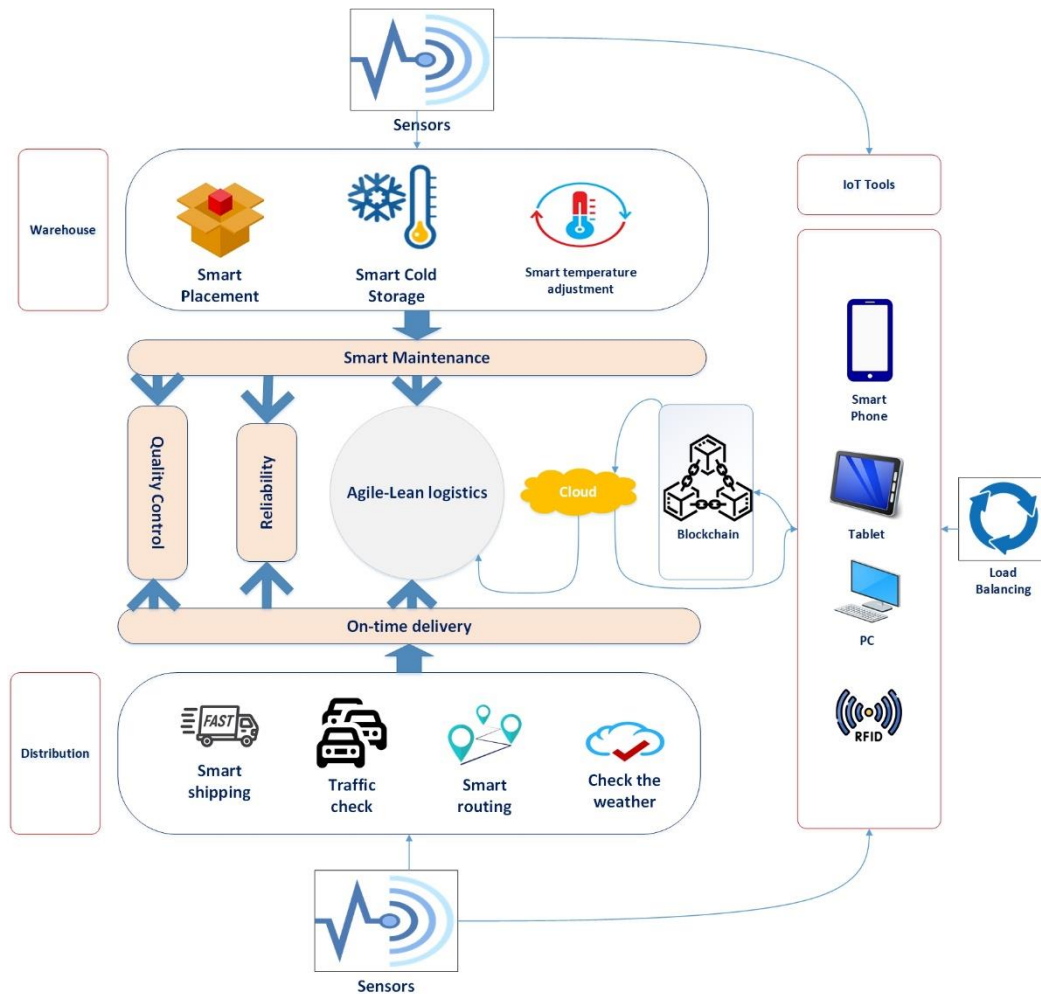 Sensors
IoT Tools
Warehouse
Smart
Placement
Smart Cold
Storage
Smart temperature
adjustment
Smart Maintenance
Quality Control
Reliability
Agile-Lean logistics
Cloud
Blockchain
Smart
Phone
Tablet
PC
RFID
Load
Balancing
On-time delivery
Distribution
FAST
Smart
shipping
Traffic
check
Smart
routing
Check the
weather
Sensors